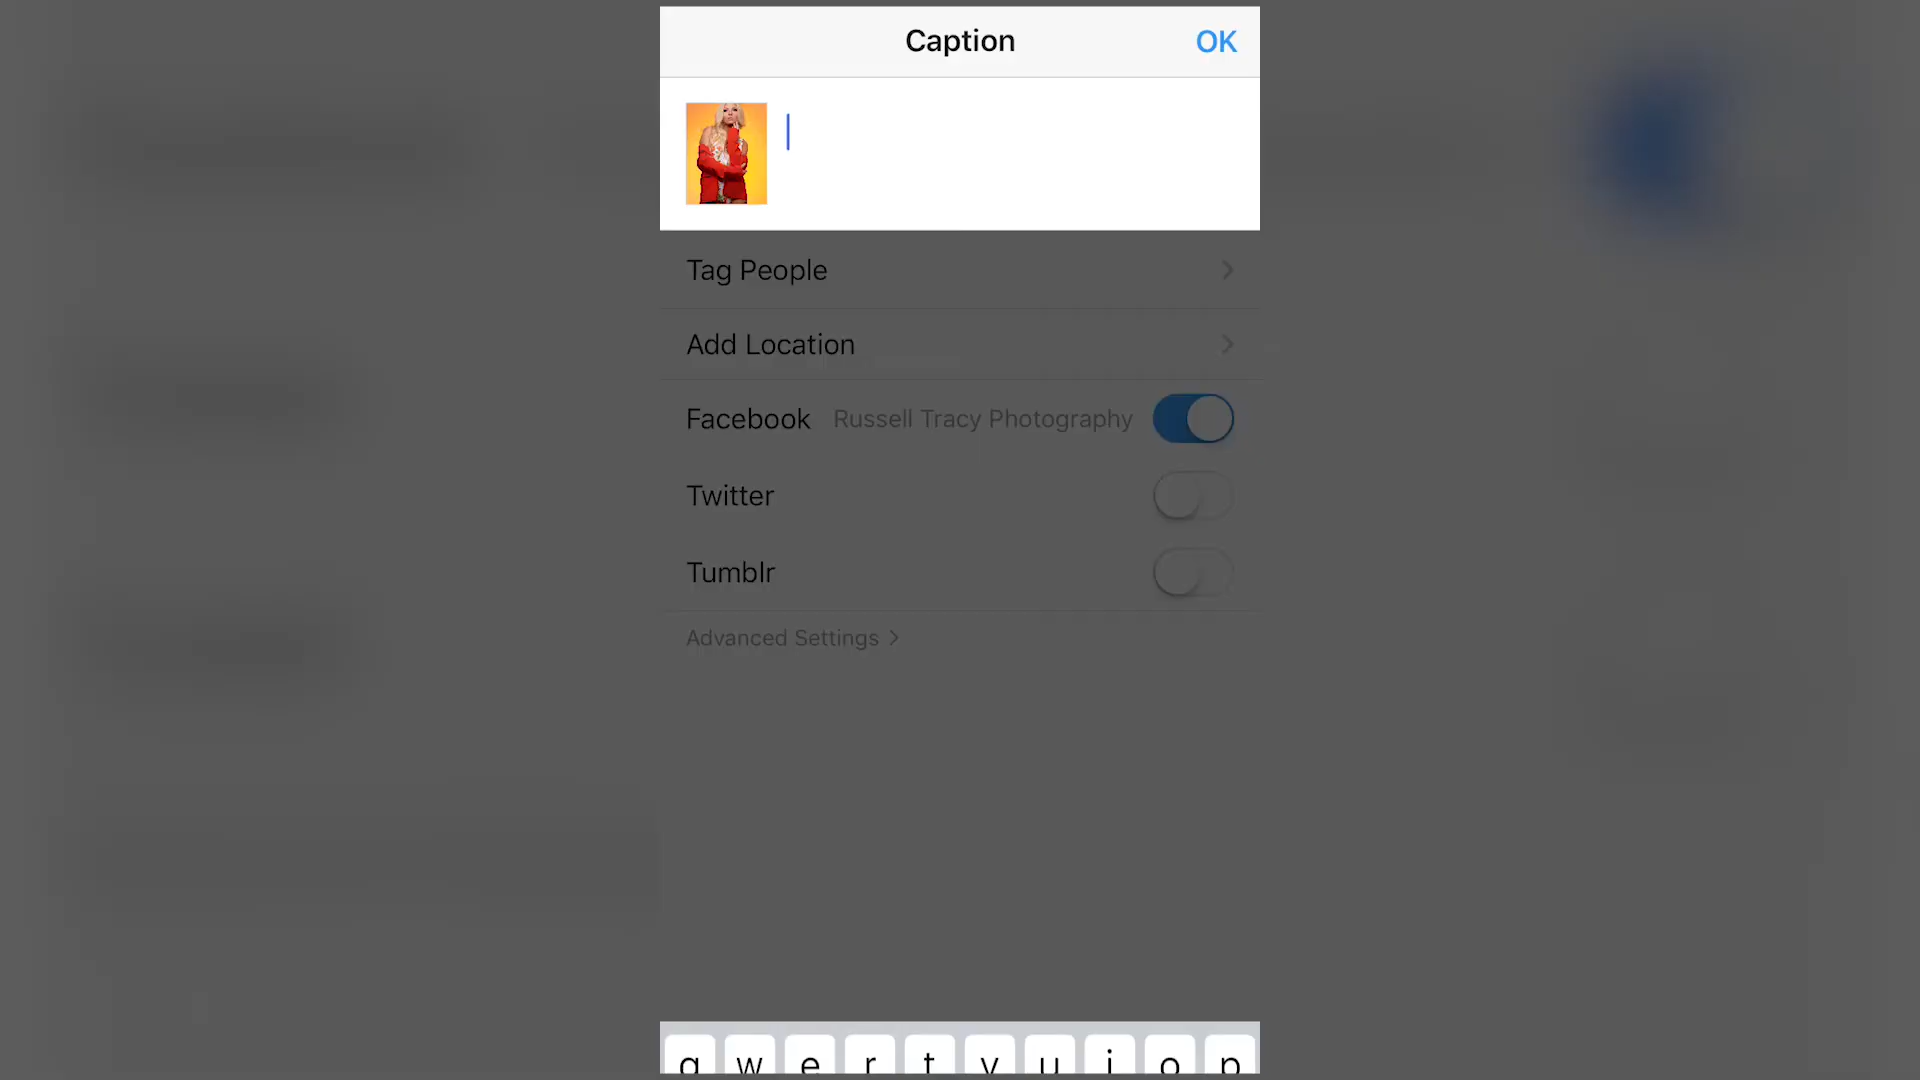 Caption OK
Tag People
Add Location
Facebook Russell Tracy Photography
Twitter
Tumblr
Advanced Settings
q w e r t y u i o p